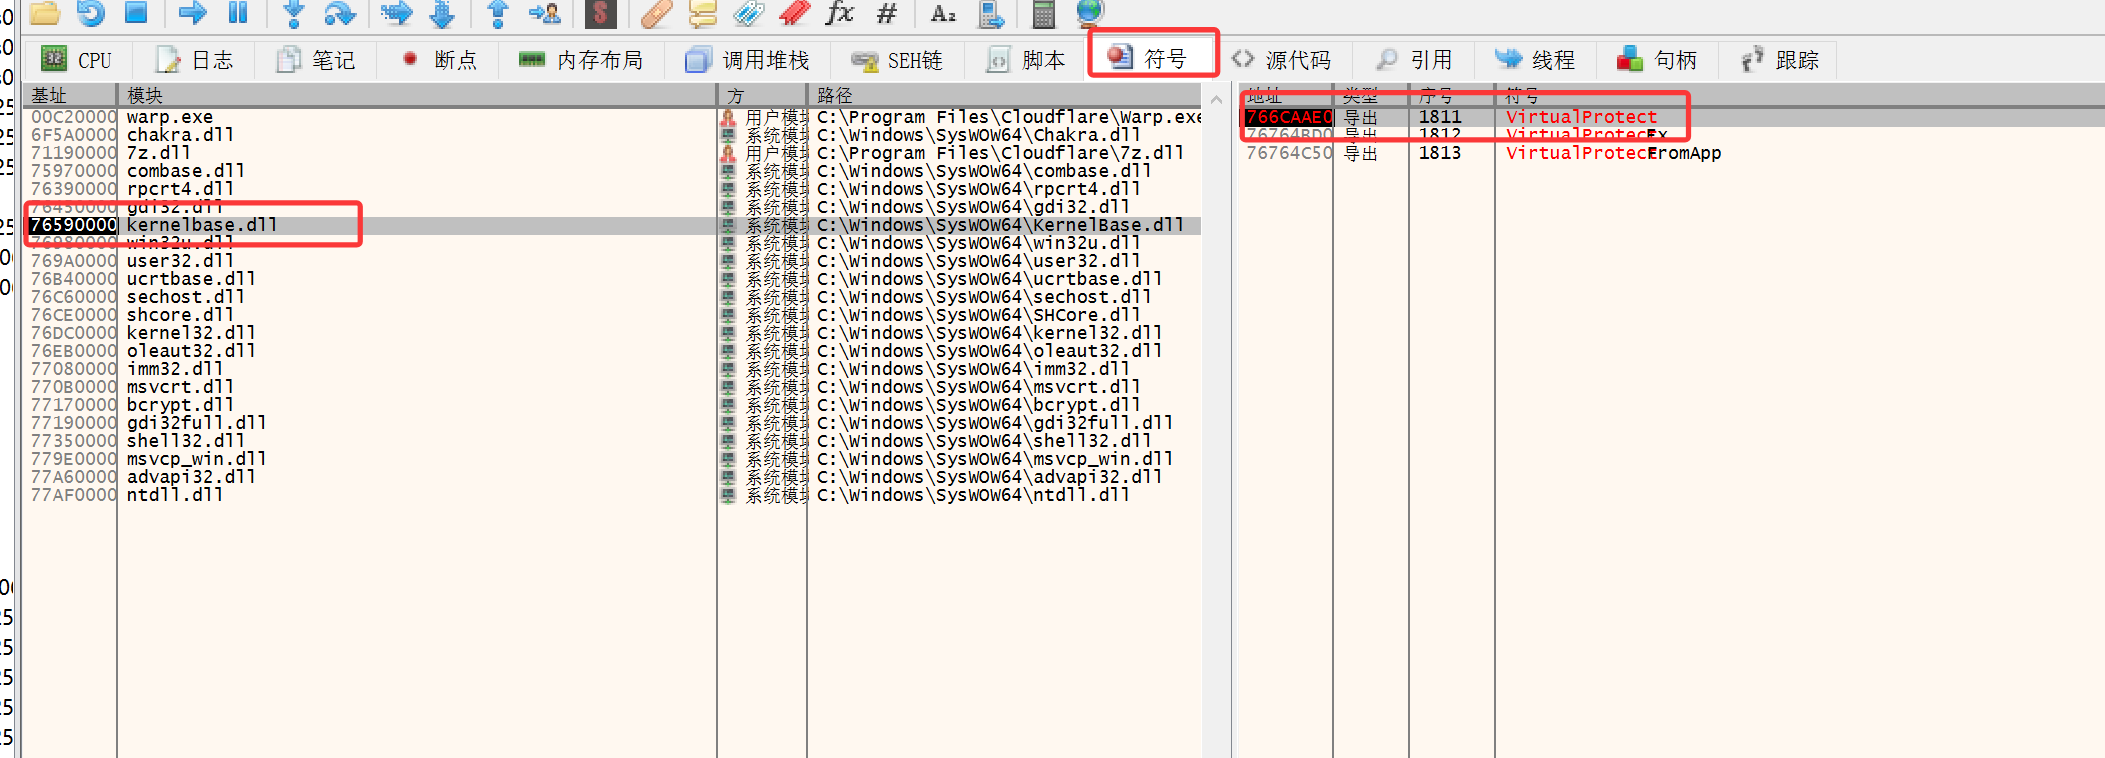 CPU 日志 笔记 断点 内存布局 调用堆栈 SEH链 脚本 符号 源代码 引用 线程 句柄 跟踪
基址 模块 方 路径
00C20000 warp.exe 用户模块 C:\Program Files\Cloudflare\Warp.exe
6F5A0000 chakra.dll 系统模块 C:\Windows\SysWOW64\Chakra.dll
71190000 7z.dll 用户模块 C:\Program Files\Cloudflare\7z.dll
75970000 combase.dll 系统模块 C:\Windows\SysWOW64\combase.dll
76390000 rpcrt4.dll 系统模块 C:\Windows\SysWOW64\rpcrt4.dll
76450000 gdi32.dll 系统模块 C:\Windows\SysWOW64\gdi32.dll
76590000 kernelbase.dll 系统模块 C:\Windows\SysWOW64\KernelBase.dll
76980000 win32u.dll 系统模块 C:\Windows\SysWOW64\win32u.dll
769A0000 user32.dll 系统模块 C:\Windows\SysWOW64\user32.dll
76B40000 ucrtbase.dll 系统模块 C:\Windows\SysWOW64\ucrtbase.dll
76C60000 sechost.dll 系统模块 C:\Windows\SysWOW64\sechost.dll
76CE0000 shcore.dll 系统模块 C:\Windows\SysWOW64\SHCore.dll
76DC0000 kernel32.dll 系统模块 C:\Windows\SysWOW64\kernel32.dll
76EB0000 oleaut32.dll 系统模块 C:\Windows\SysWOW64\oleaut32.dll
77080000 imm32.dll 系统模块 C:\Windows\SysWOW64\imm32.dll
770B0000 msvcrt.dll 系统模块 C:\Windows\SysWOW64\msvcrt.dll
77170000 bcrypt.dll 系统模块 C:\Windows\SysWOW64\bcrypt.dll
77190000 gdi32full.dll 系统模块 C:\Windows\SysWOW64\gdi32full.dll
77350000 shell32.dll 系统模块 C:\Windows\SysWOW64\shell32.dll
779E0000 msvcp_win.dll 系统模块 C:\Windows\SysWOW64\msvcp_win.dll
77A60000 advapi32.dll 系统模块 C:\Windows\SysWOW64\advapi32.dll
77AF0000 ntdll.dll 系统模块 C:\Windows\SysWOW64\ntdll.dll
地址 类型 序号 符号
766CAAE0 导出 1811 VirtualProtect
76764BD0 导出 1812 VirtualProtectEx
76764C50 导出 1813 VirtualProtectFromApp